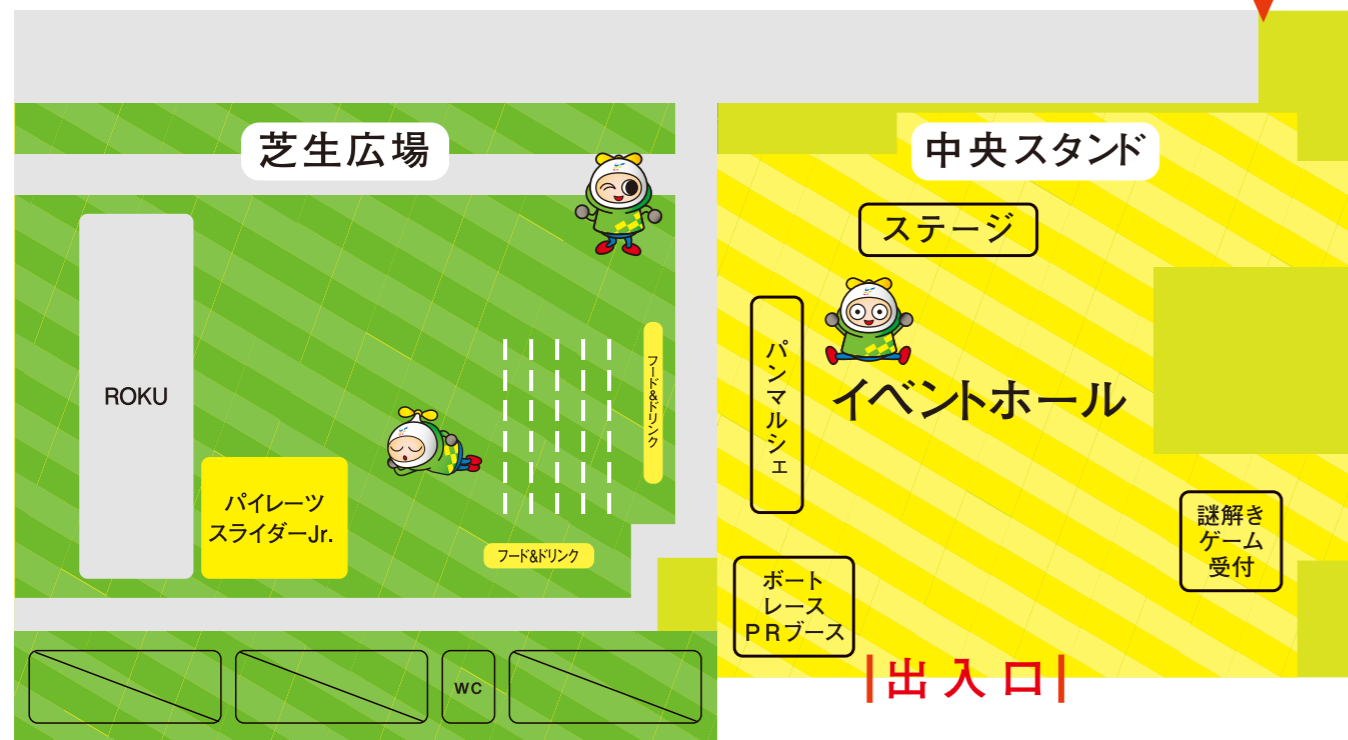 芝生広場
ROKU
パイレーツ
スライダーJr.
フード&ドリンク
フード&ドリンク
WC
中央スタンド
ステージ
パンマルシェ
イベントホール
謎解き
ゲーム
受付
ボート
レース
PRブース
出入口